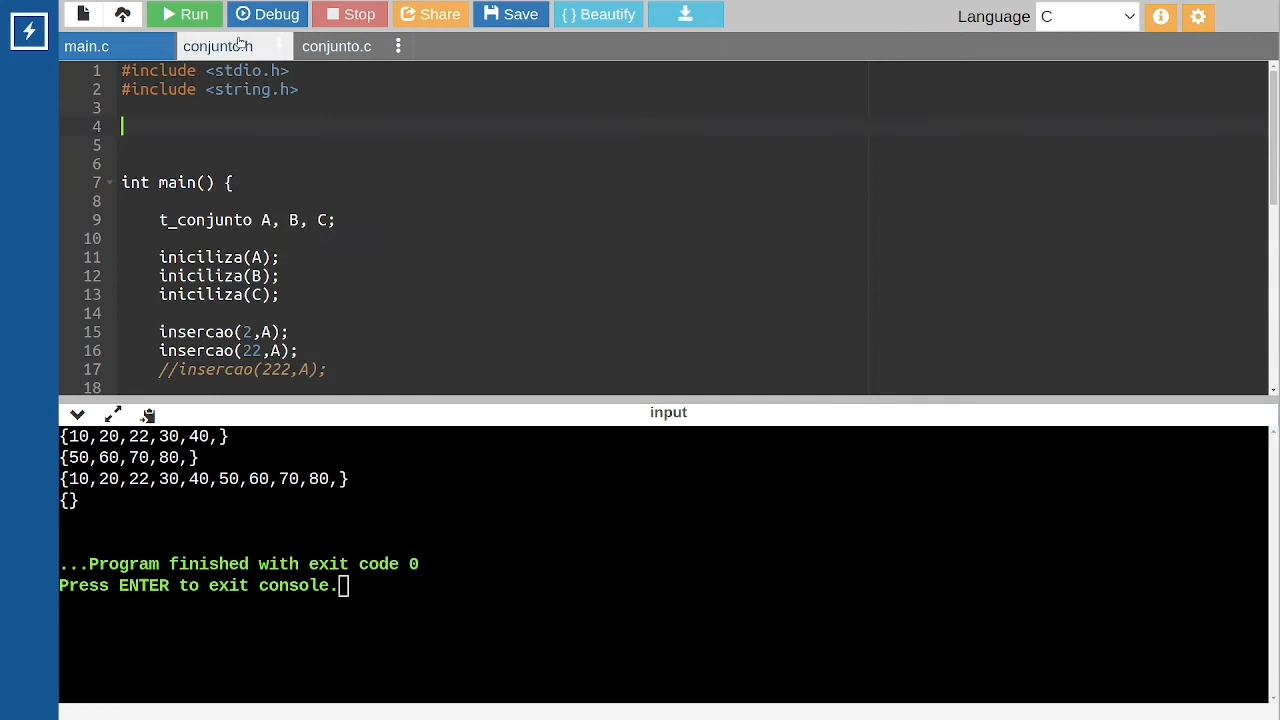 Run Debug Stop Share Save { } Beautify Language C
main.c conjunto.h conjunto.c
1 #include <stdio.h>
2 #include <string.h>
3
4
5
6
7 int main() {
8
9 t_conjunto A, B, C;
10
11 iniciliza(A);
12 iniciliza(B);
13 iniciliza(C);
14
15 insercao(2,A);
16 insercao(22,A);
17 //insercao(222,A);
18
input
{10,20,22,30,40,}
{50,60,70,80,}
{10,20,22,30,40,50,60,70,80,}
{}
...Program finished with exit code 0
Press ENTER to exit console.